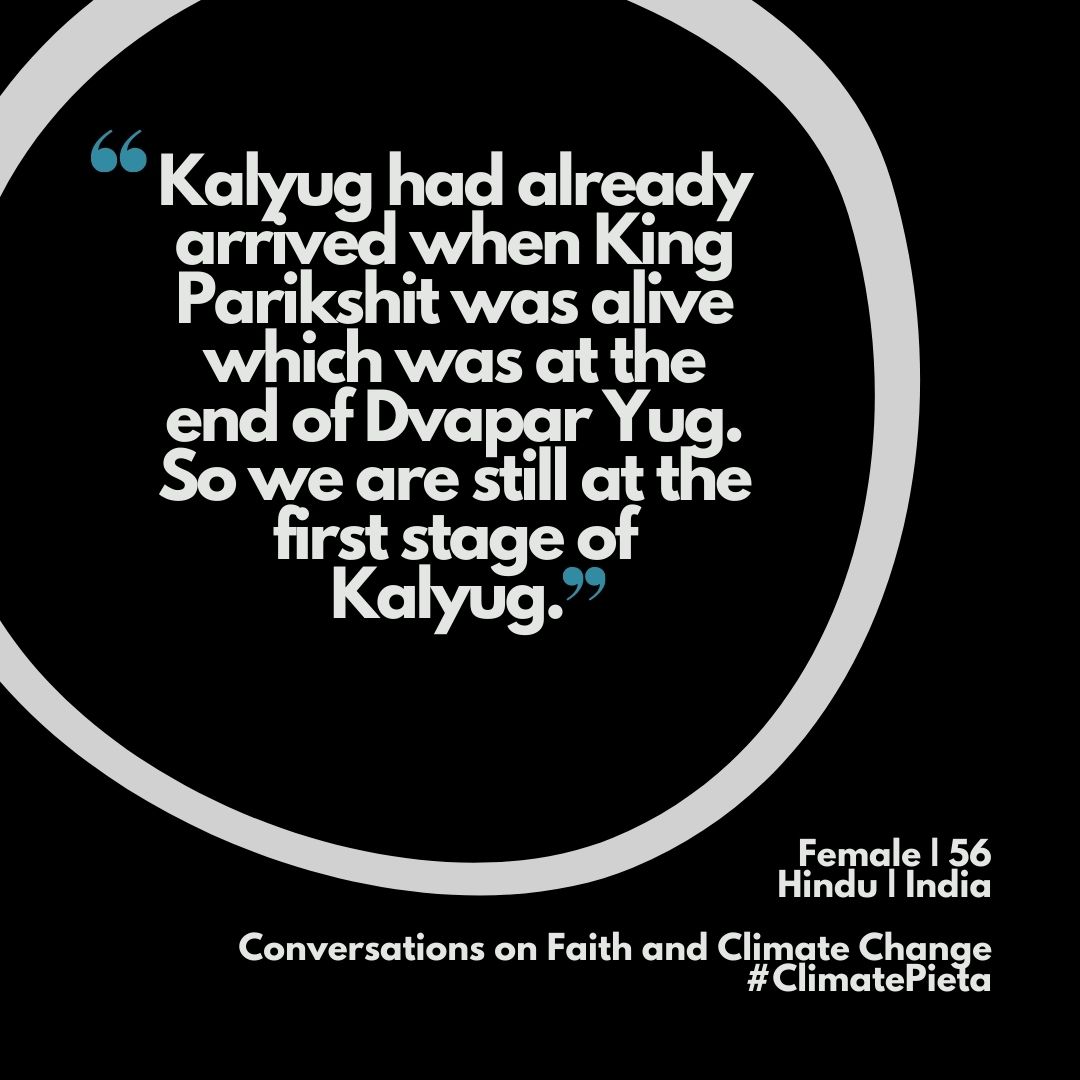 “Kalyug had already
arrived when King
Parikshit was alive
which was at the
end of Dvapar Yug.
So we are still at the
first stage of
Kalyug.”
Female | 56
Hindu | India
Conversations on Faith and Climate Change
#ClimatePieta